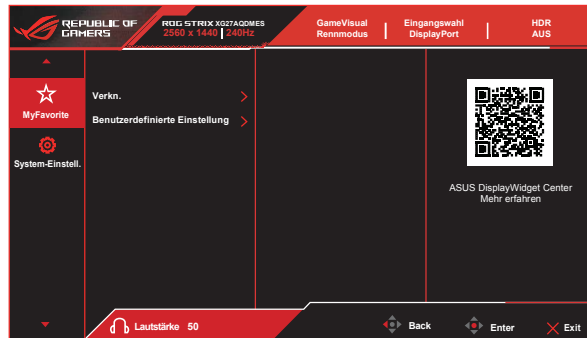 REPUBLIC OF
GAMERS
ROG STRIX XG27AQDMES
2560 x 1440 | 240Hz
GameVisual
Rennmodus
Eingangswahl
DisplayPort
HDR
AUS
MyFavorite
System-Einstell.
Verkn.
Benutzerdefinierte Einstellung
ASUS DisplayWidget Center
Mehr erfahren
Lautstärke 50
Back
Enter
Exit